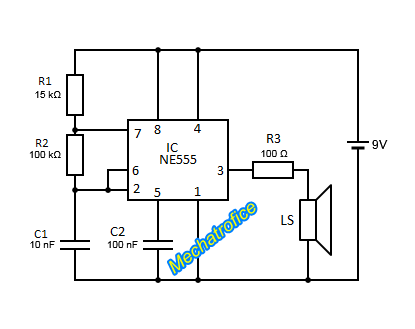 R1
15 kΩ
R2
100 kΩ
C1
10 nF
C2
100 nF
7
8
4
6
2
5
1
3
IC
NE555
R3
100 Ω
LS
9V
Mechatrofice